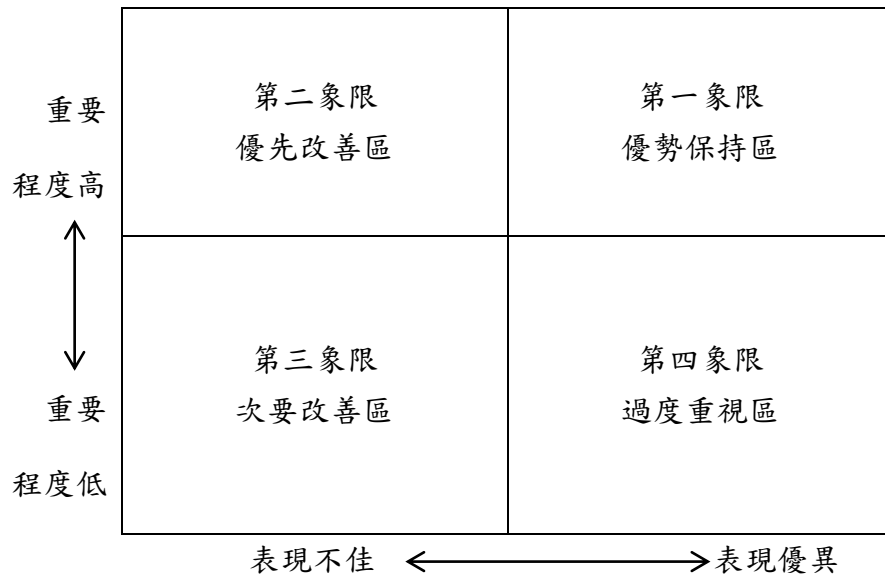 重要
程度高
第二象限
優先改善區
第一象限
優勢保持區
重要
程度低
第三象限
次要改善區
第四象限
過度重視區
表現不佳
表現優異